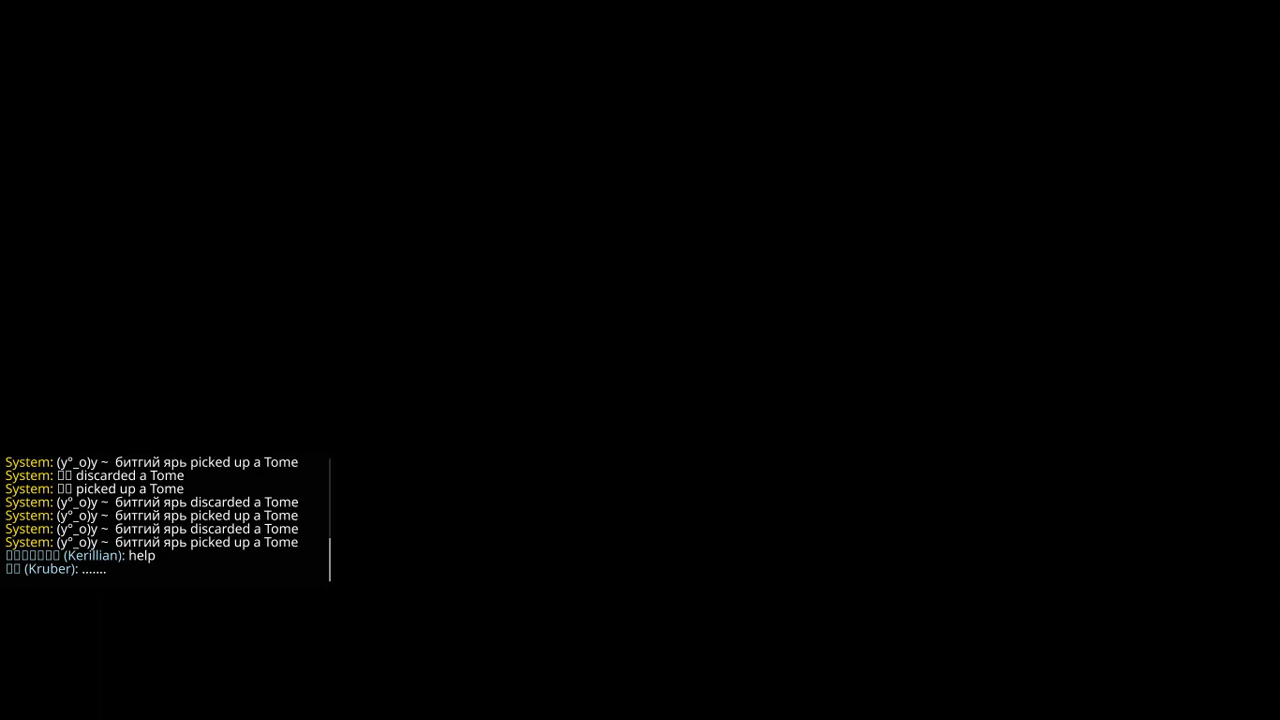 System: (y°_o)y ~ битгий ярь picked up a Tome
System: discarded a Tome
System: picked up a Tome
System: (y°_o)y ~ битгий ярь discarded a Tome
System: (y°_o)y ~ битгий ярь picked up a Tome
System: (y°_o)y ~ битгий ярь discarded a Tome
System: (y°_o)y ~ битгий ярь picked up a Tome
(Kerillian): help
(Kruber): .......